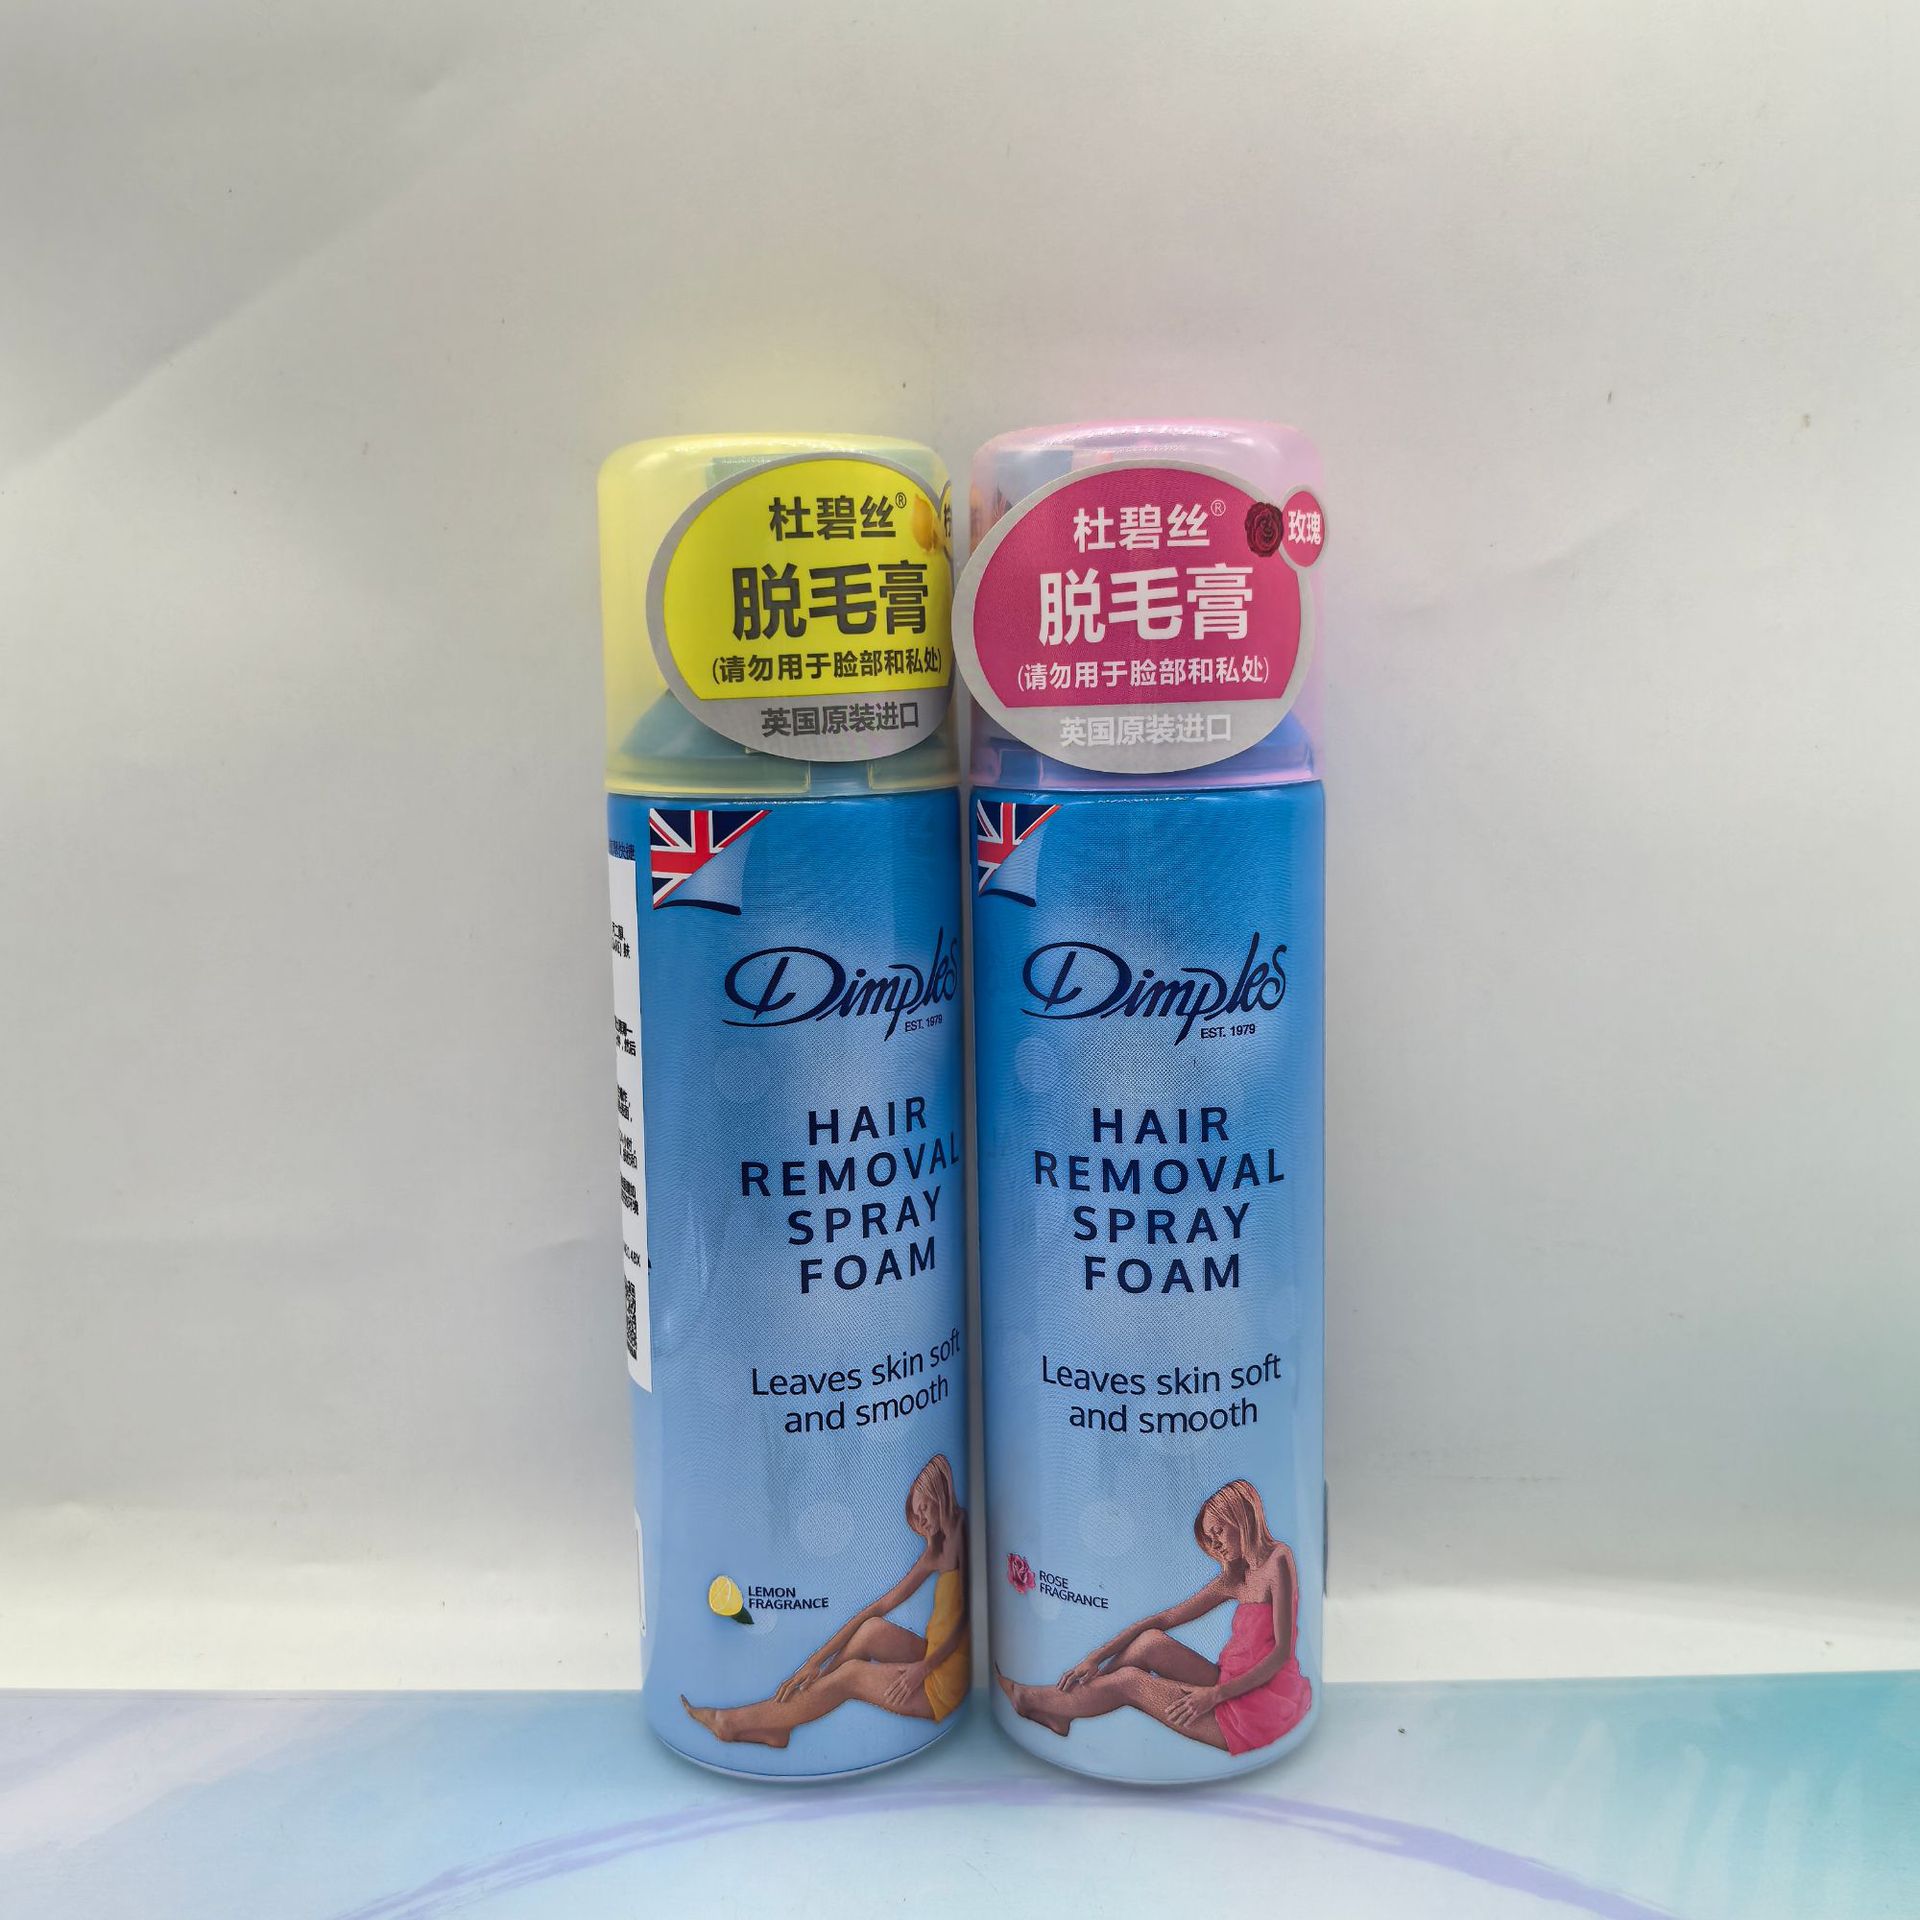 杜碧丝®
脱毛膏
(请勿用于脸部和私处)
英国原装进口
Dimples
EST. 1979
HAIR
REMOVAL
SPRAY
FOAM
Leaves skin soft
and smooth
LEMON
FRAGRANCE
杜碧丝®
玫瑰
脱毛膏
(请勿用于脸部和私处)
英国原装进口
Dimples
EST. 1979
HAIR
REMOVAL
SPRAY
FOAM
Leaves skin soft
and smooth
ROSE
FRAGRANCE